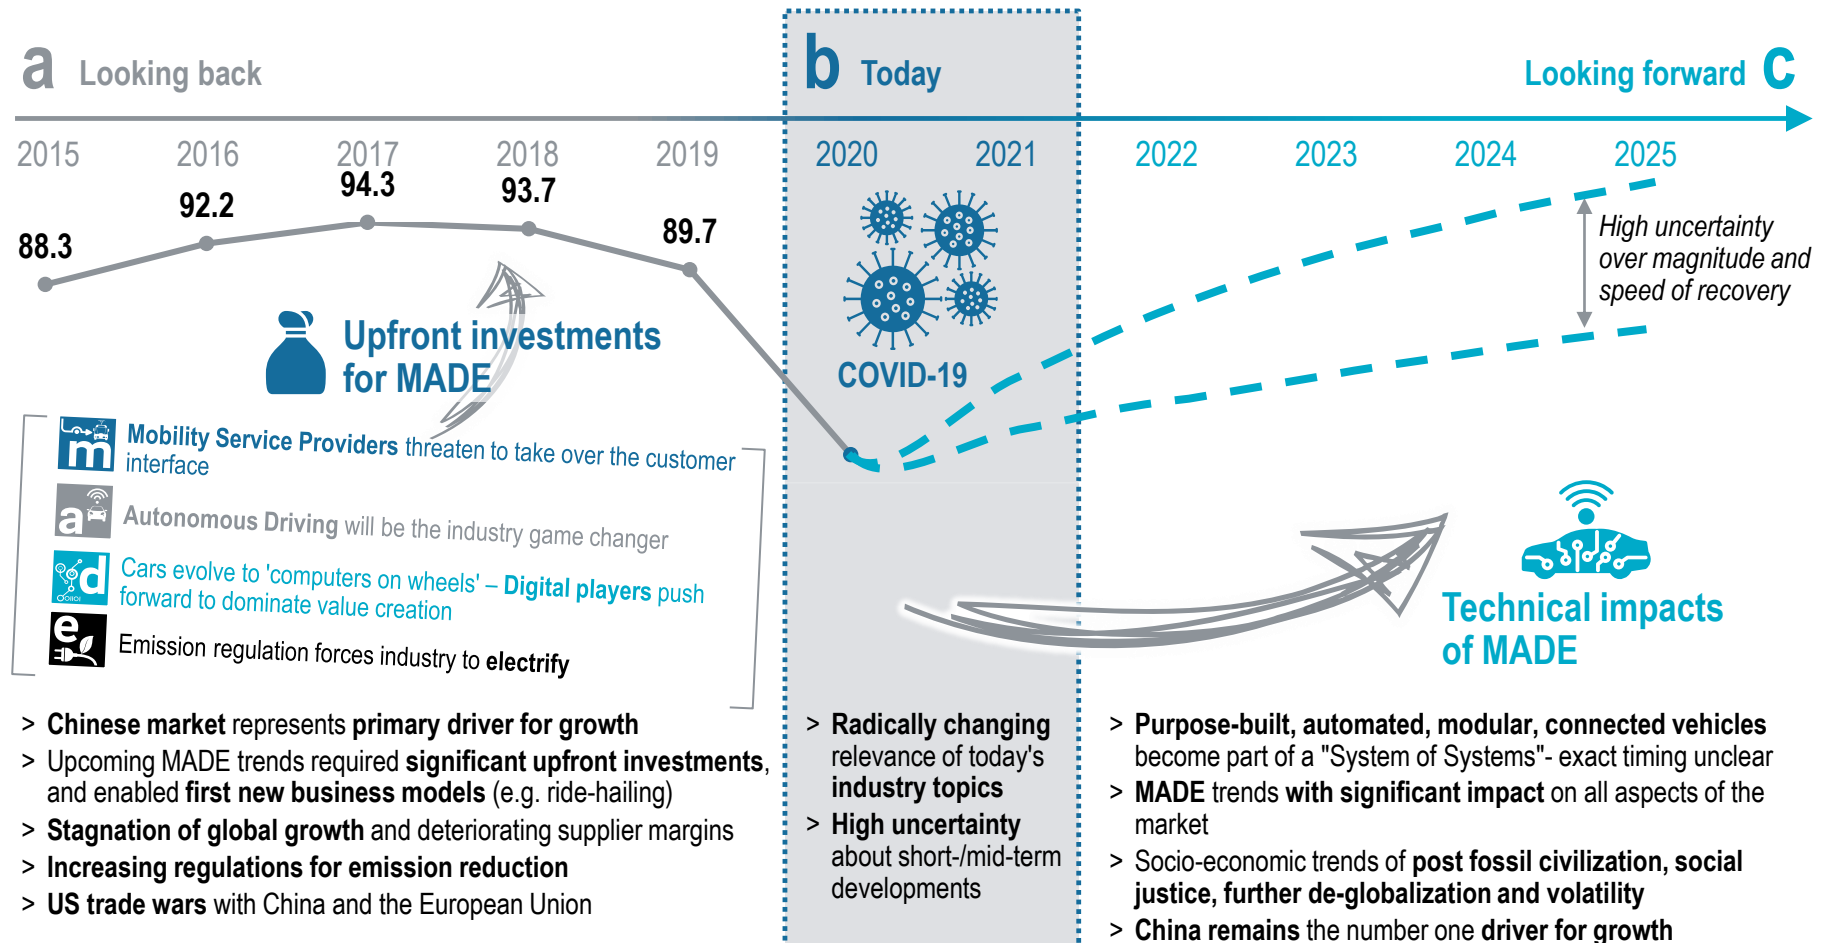 a Looking back
b Today
Looking forward c
2015 2016 2017 2018 2019 2020 2021 2022 2023 2024 2025
88.3 92.2 94.3 93.7 89.7
High uncertainty
over magnitude and
speed of recovery
COVID-19
Upfront investments
for MADE
m Mobility Service Providers threaten to take over the customer
interface
a Autonomous Driving will be the industry game changer
d Cars evolve to 'computers on wheels' – Digital players push
forward to dominate value creation
e Emission regulation forces industry to electrify
Technical impacts
of MADE
> Chinese market represents primary driver for growth
> Upcoming MADE trends required significant upfront investments,
and enabled first new business models (e.g. ride-hailing)
> Stagnation of global growth and deteriorating supplier margins
> Increasing regulations for emission reduction
> US trade wars with China and the European Union
> Radically changing
relevance of today's
industry topics
> High uncertainty
about short-/mid-term
developments
> Purpose-built, automated, modular, connected vehicles
become part of a "System of Systems"- exact timing unclear
> MADE trends with significant impact on all aspects of the
market
> Socio-economic trends of post fossil civilization, social
justice, further de-globalization and volatility
> China remains the number one driver for growth